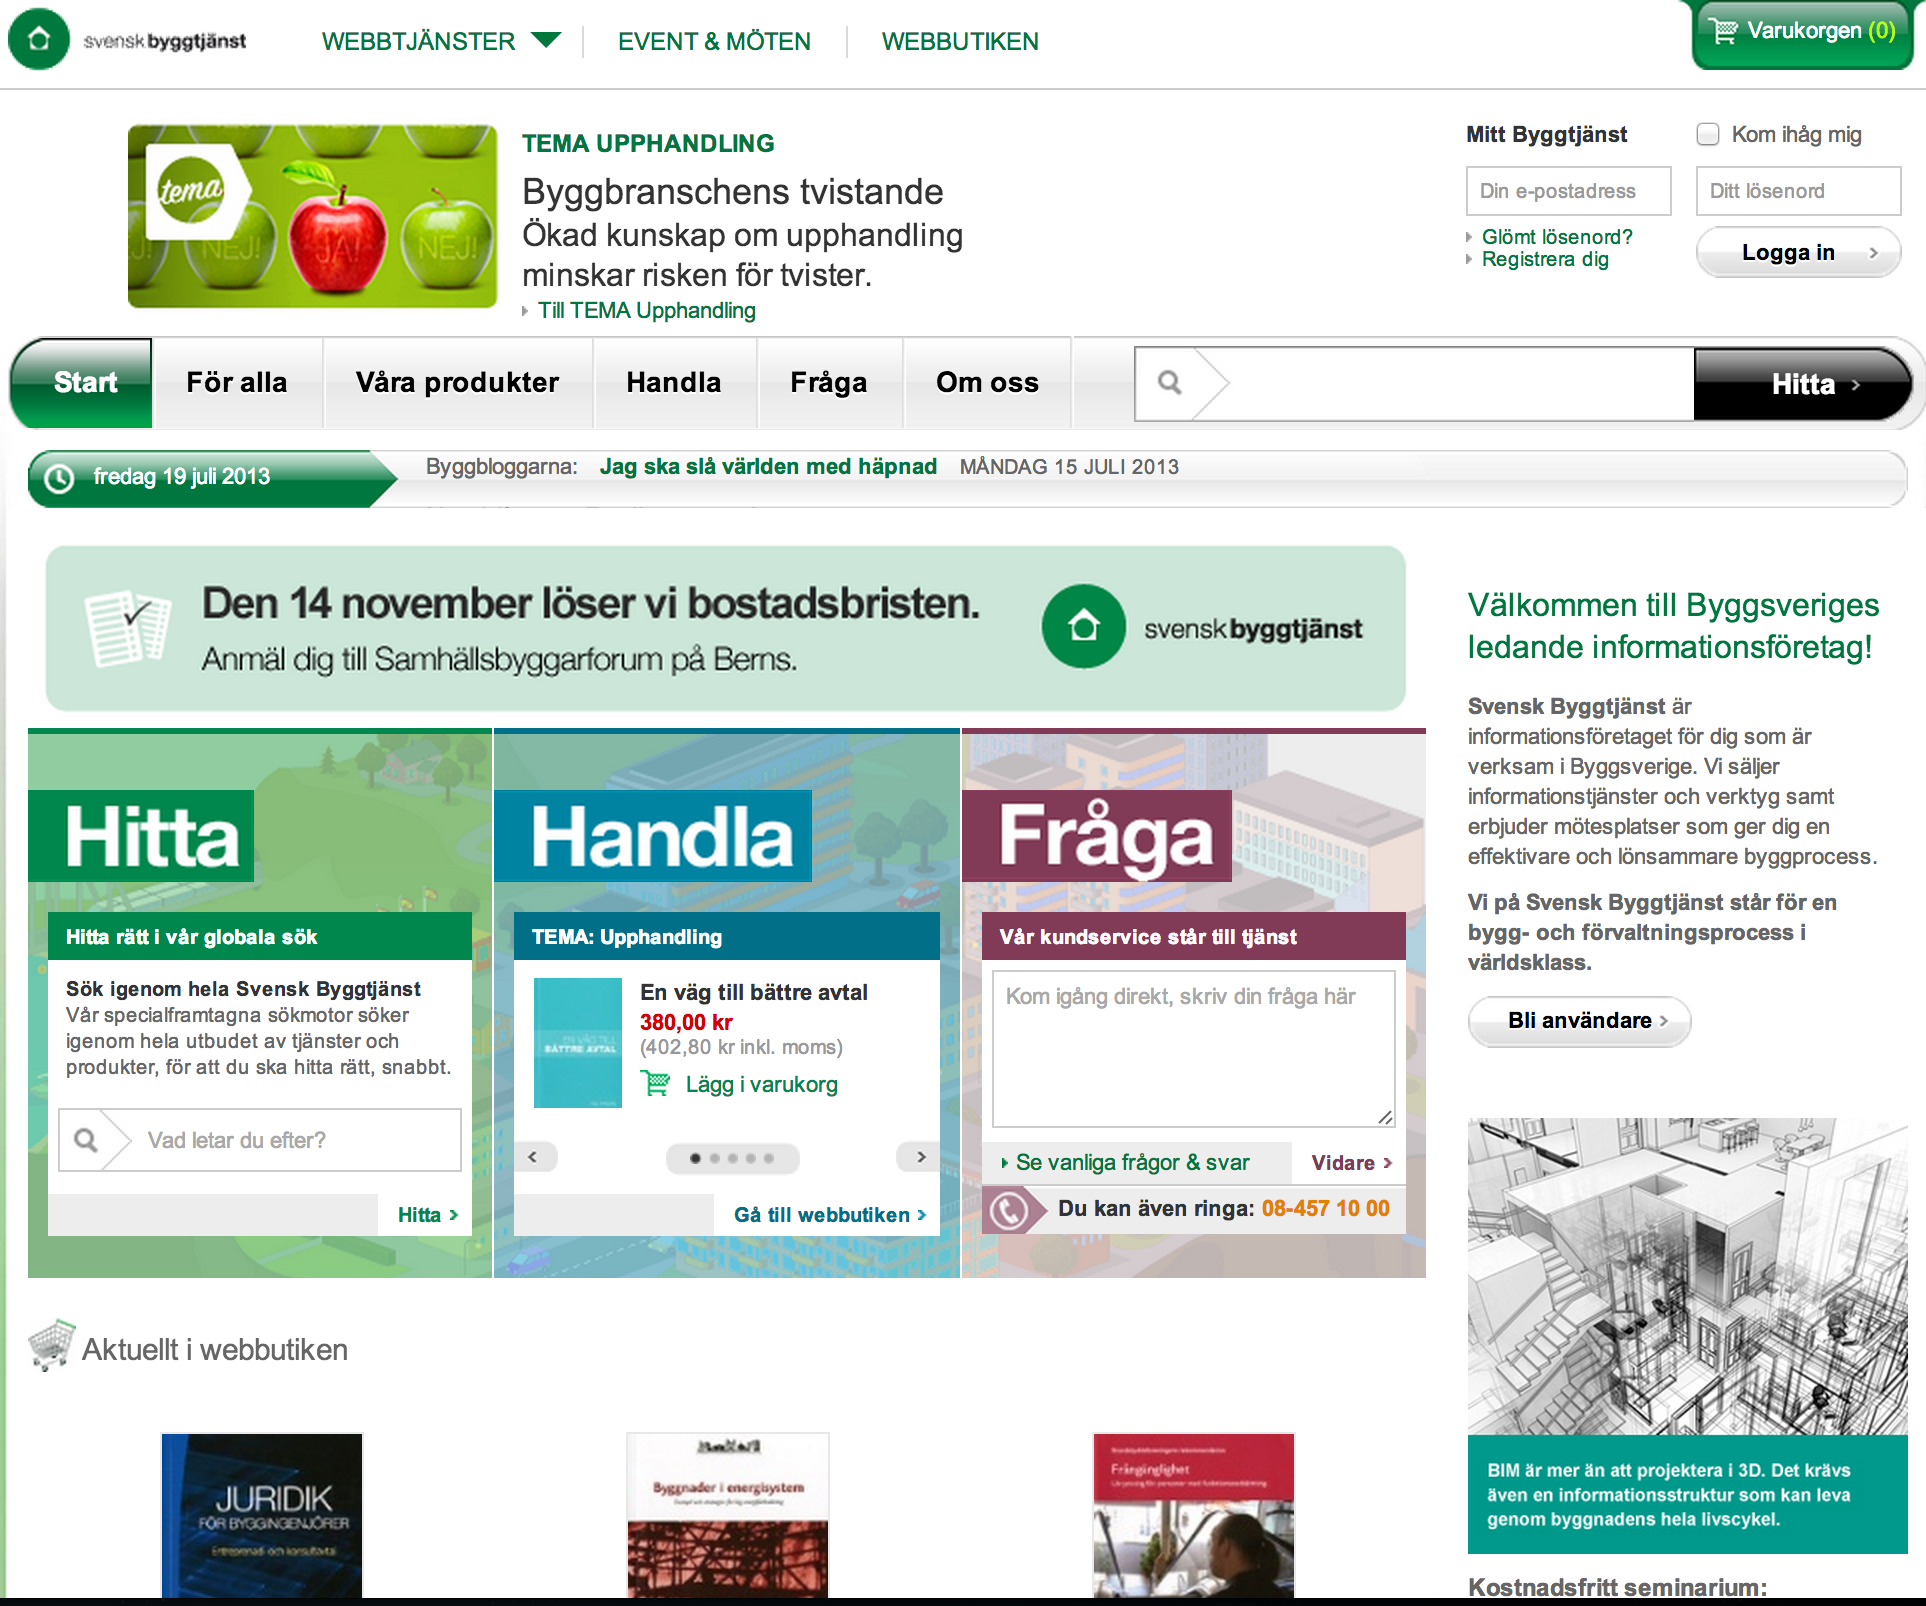 svensk byggtjänst
WEBBTJÄNSTER
EVENT & MÖTEN
WEBBUTIKEN
Varukorgen (0)
tema
NEJ!
JA!
NEJ!
TEMA UPPHANDLING
Byggbranschens tvistande
Ökad kunskap om upphandling
minskar risken för tvister.
Till TEMA Upphandling
Mitt Byggtjänst
Kom ihåg mig
Din e-postadress
Ditt lösenord
Glömt lösenord?
Registrera dig
Logga in
Start
För alla
Våra produkter
Handla
Fråga
Om oss
Hitta
fredag 19 juli 2013
Byggbloggarna: Jag ska slå världen med häpnad MÅNDAG 15 JULI 2013
Den 14 november löser vi bostadsbristen.
Anmäl dig till Samhällsbyggarforum på Berns.
svensk byggtjänst
Hitta
Hitta rätt i vår globala sök
Sök igenom hela Svensk Byggtjänst
Vår specialframtagna sökmotor söker
igenom hela utbudet av tjänster och
produkter, för att du ska hitta rätt, snabbt.
Vad letar du efter?
Hitta
Handla
TEMA: Upphandling
EN VÄG TILL
BÄTTRE AVTAL
En väg till bättre avtal
380,00 kr
(402,80 kr inkl. moms)
Lägg i varukorg
Gå till webbutiken
Fråga
Vår kundservice står till tjänst
Kom igång direkt, skriv din fråga här
Se vanliga frågor & svar
Vidare
Du kan även ringa: 08-457 10 00
Välkommen till Byggsveriges
ledande informationsföretag!
Svensk Byggtjänst är
informationsföretaget för dig som är
verksam i Byggsverige. Vi säljer
informationstjänster och verktyg samt
erbjuder mötesplatser som ger dig en
effektivare och lönsammare byggprocess.
Vi på Svensk Byggtjänst står för en
bygg- och förvaltningsprocess i
världsklass.
Bli användare
BIM är mer än att projektera i 3D. Det krävs
även en informationsstruktur som kan leva
genom byggnadens hela livscykel.
Kostnadsfritt seminarium:
Aktuellt i webbutiken
JURIDIK
FÖR BYGGINGENJÖRER
Entreprenad- och konsultavtal
Byggnader i energisystem
Framgänglighet